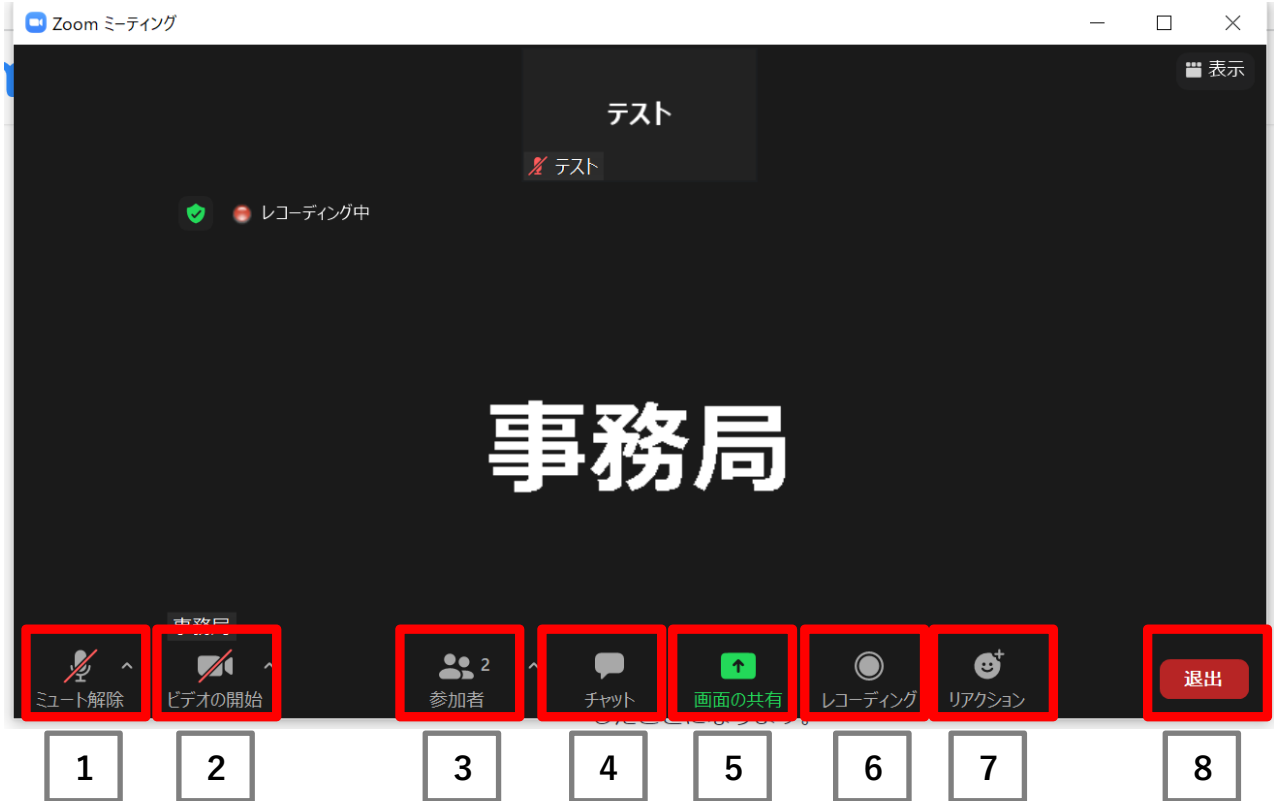 Zoom ミーティング
表示
テスト
テスト
レコーディング中
事務局
事務局
2
ミュート解除
ビデオの開始
参加者
チャット
画面の共有
レコーディング
リアクション
退出
1
2
3
4
5
6
7
8